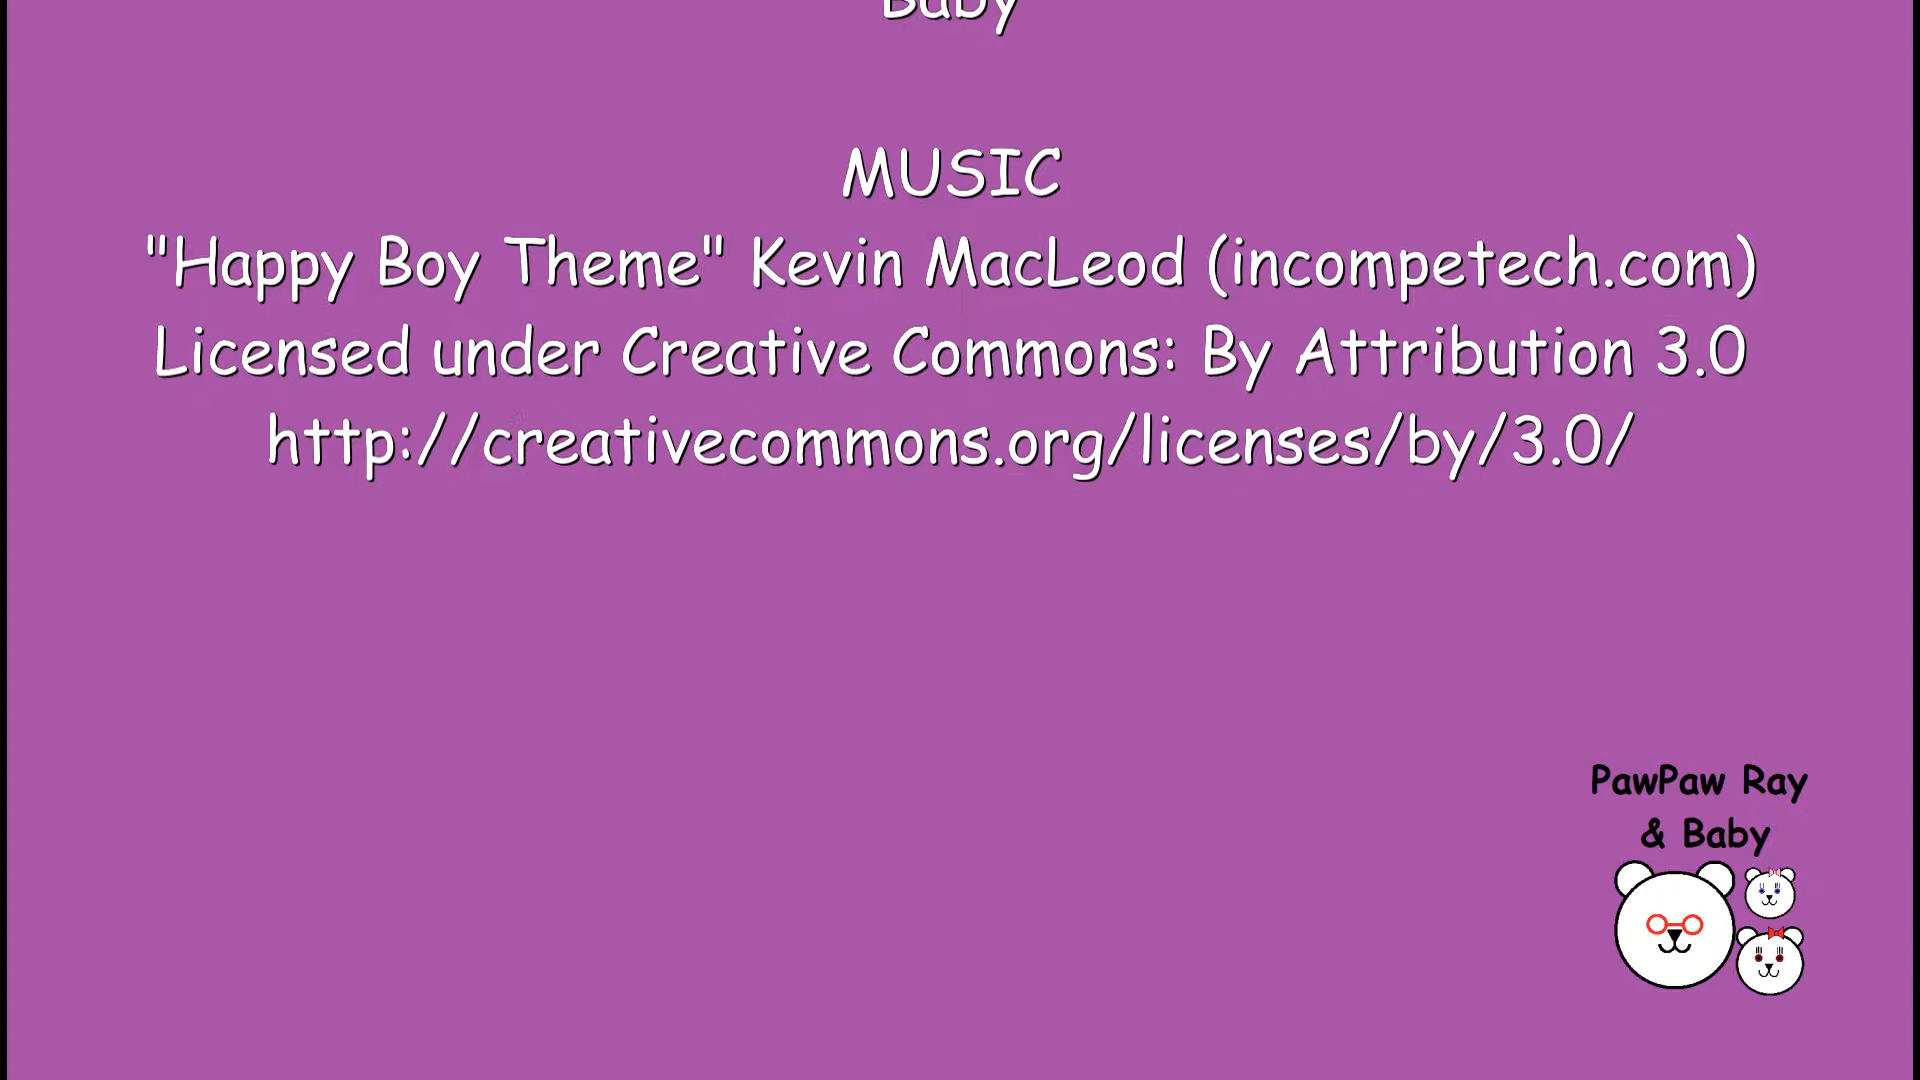 Baby
MUSIC
"Happy Boy Theme" Kevin MacLeod (incompetech.com)
Licensed under Creative Commons: By Attribution 3.0
http://creativecommons.org/licenses/by/3.0/
PawPaw Ray
& Baby